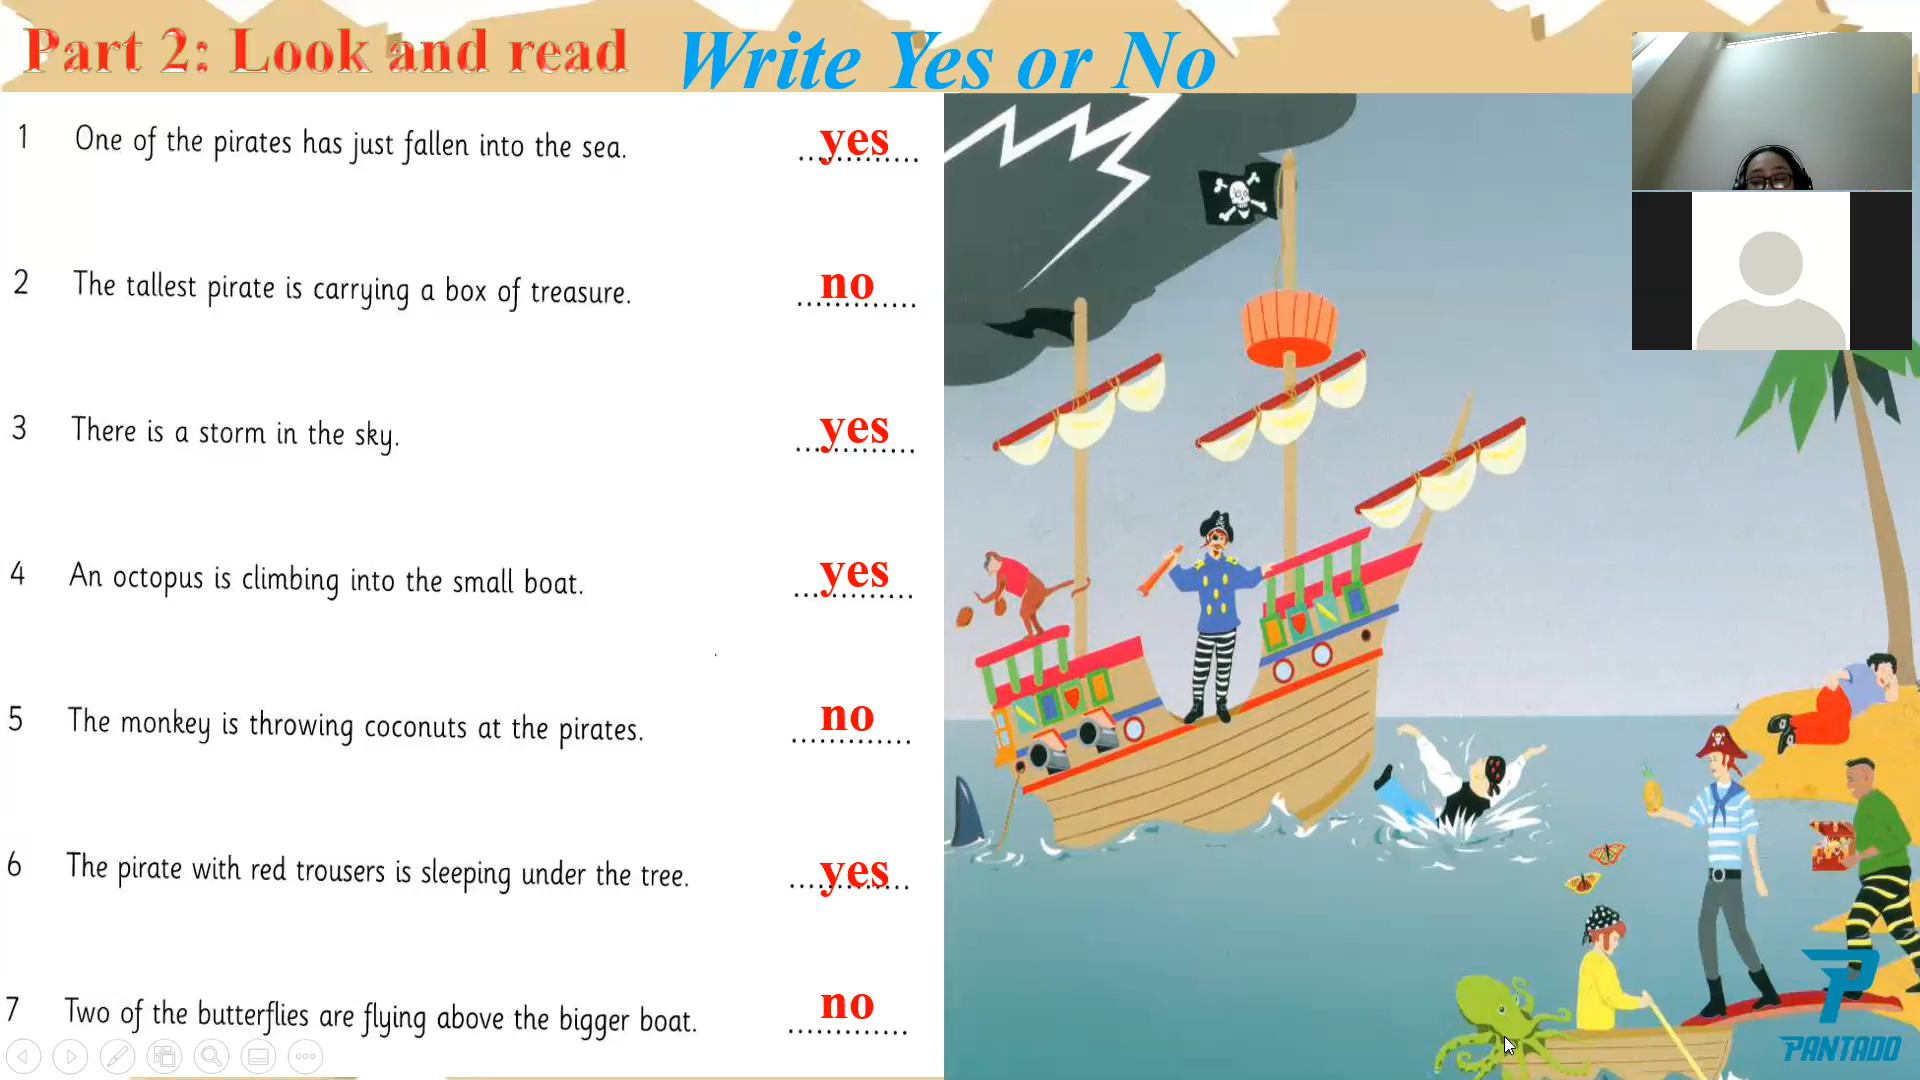 Part 2: Look and read Write Yes or No
1 One of the pirates has just fallen into the sea. yes
2 The tallest pirate is carrying a box of treasure. no
3 There is a storm in the sky. yes
4 An octopus is climbing into the small boat. yes
5 The monkey is throwing coconuts at the pirates. no
6 The pirate with red trousers is sleeping under the tree. yes
7 Two of the butterflies are flying above the bigger boat. no
PANTADO